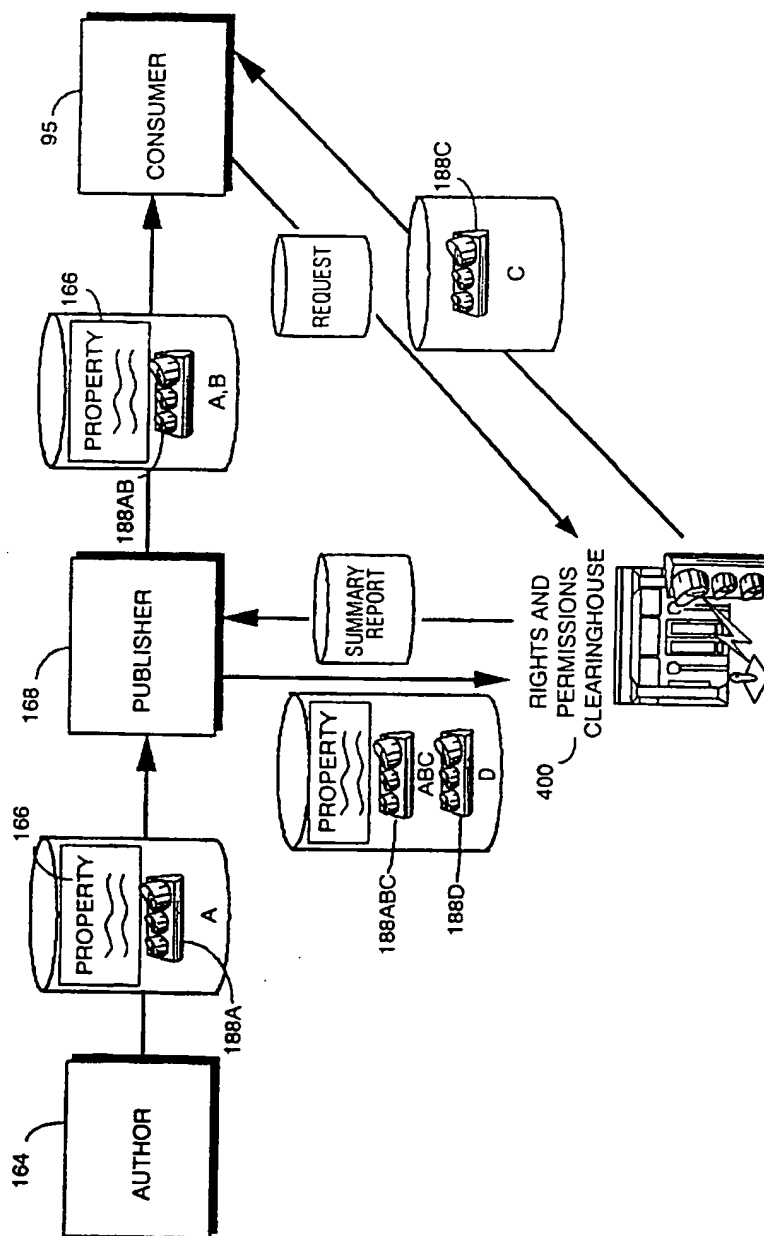 164
AUTHOR
166
PROPERTY
A
188A
168
PUBLISHER
188AB
166
PROPERTY
A,B
95
CONSUMER
PROPERTY
ABC
D
188ABC
188D
SUMMARY
REPORT
REQUEST
188C
C
400
RIGHTS AND
PERMISSIONS
CLEARINGHOUSE